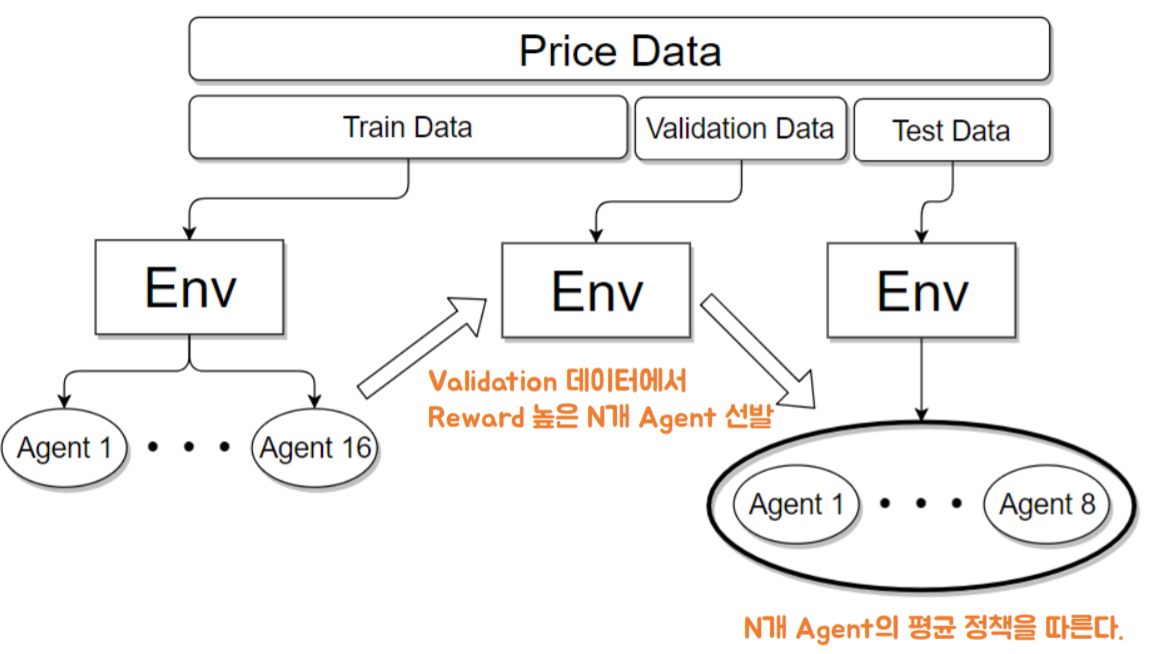 Price Data
Train Data
Validation Data
Test Data
Env
Env
Env
Validation 데이터에서
Reward 높은 N개 Agent 선발
Agent 1
Agent 16
Agent 1
Agent 8
N개 Agent의 평균 정책을 따른다.